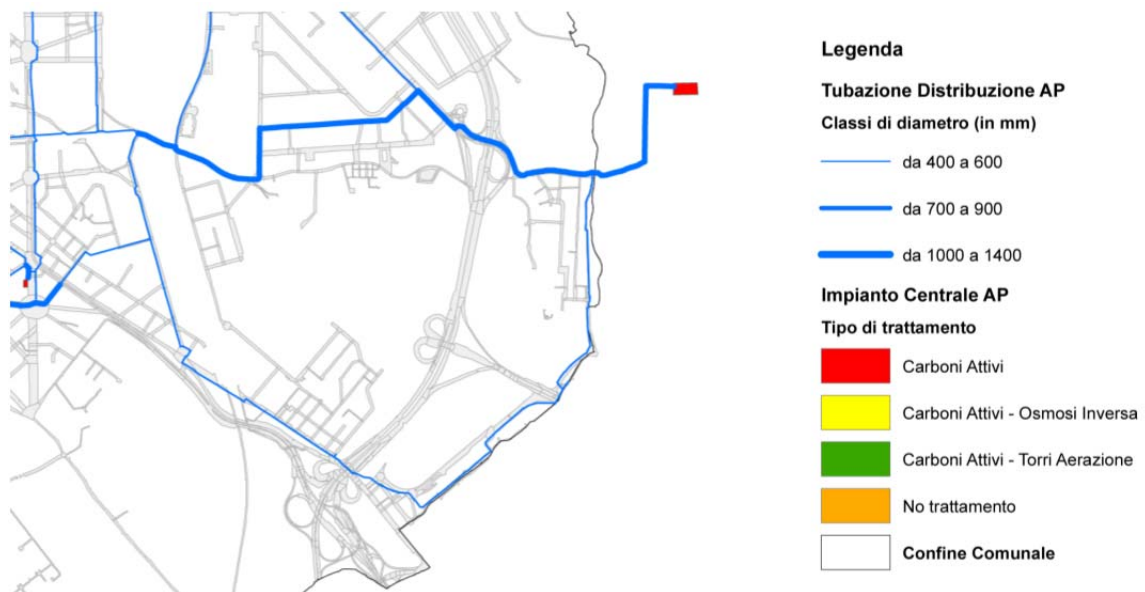 Legenda
Tubazione Distribuzione AP
Classi di diametro (in mm)
da 400 a 600
da 700 a 900
da 1000 a 1400
Impianto Centrale AP
Tipo di trattamento
Carboni Attivi
Carboni Attivi - Osmosi Inversa
Carboni Attivi - Torri Aerazione
No trattamento
Confine Comunale